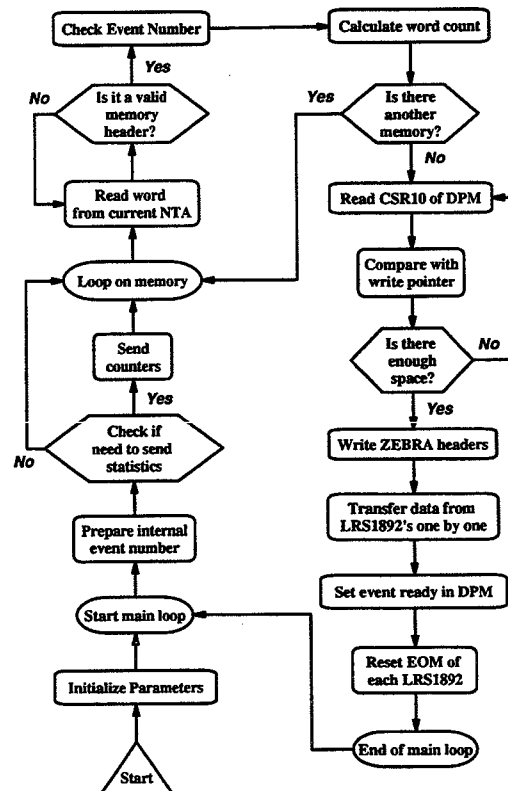 Check Event Number
Calculate word count
Yes
No
Is it a valid
memory
header?
Yes
Is there
another
memory?
No
Read word
from current NTA
Read CSR10 of DPM
Loop on memory
Compare with
write pointer
Send
counters
Is there
enough
space?
No
Yes
Yes
Check if
need to send
statistics
No
Write ZEBRA headers
Transfer data from
LRS1892's one by one
Prepare internal
event number
Set event ready in DPM
Start main loop
Reset EOM of
each LRS1892
Initialize Parameters
End of main loop
Start